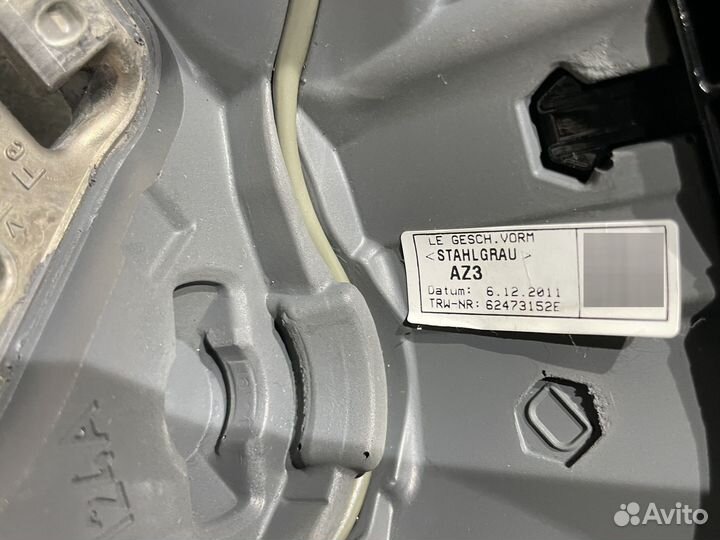 LE GESCH.VORM
<STAHLGRAU >
AZ3
Datum: 6.12.2011
TRW-NR: 62473152E
Avito